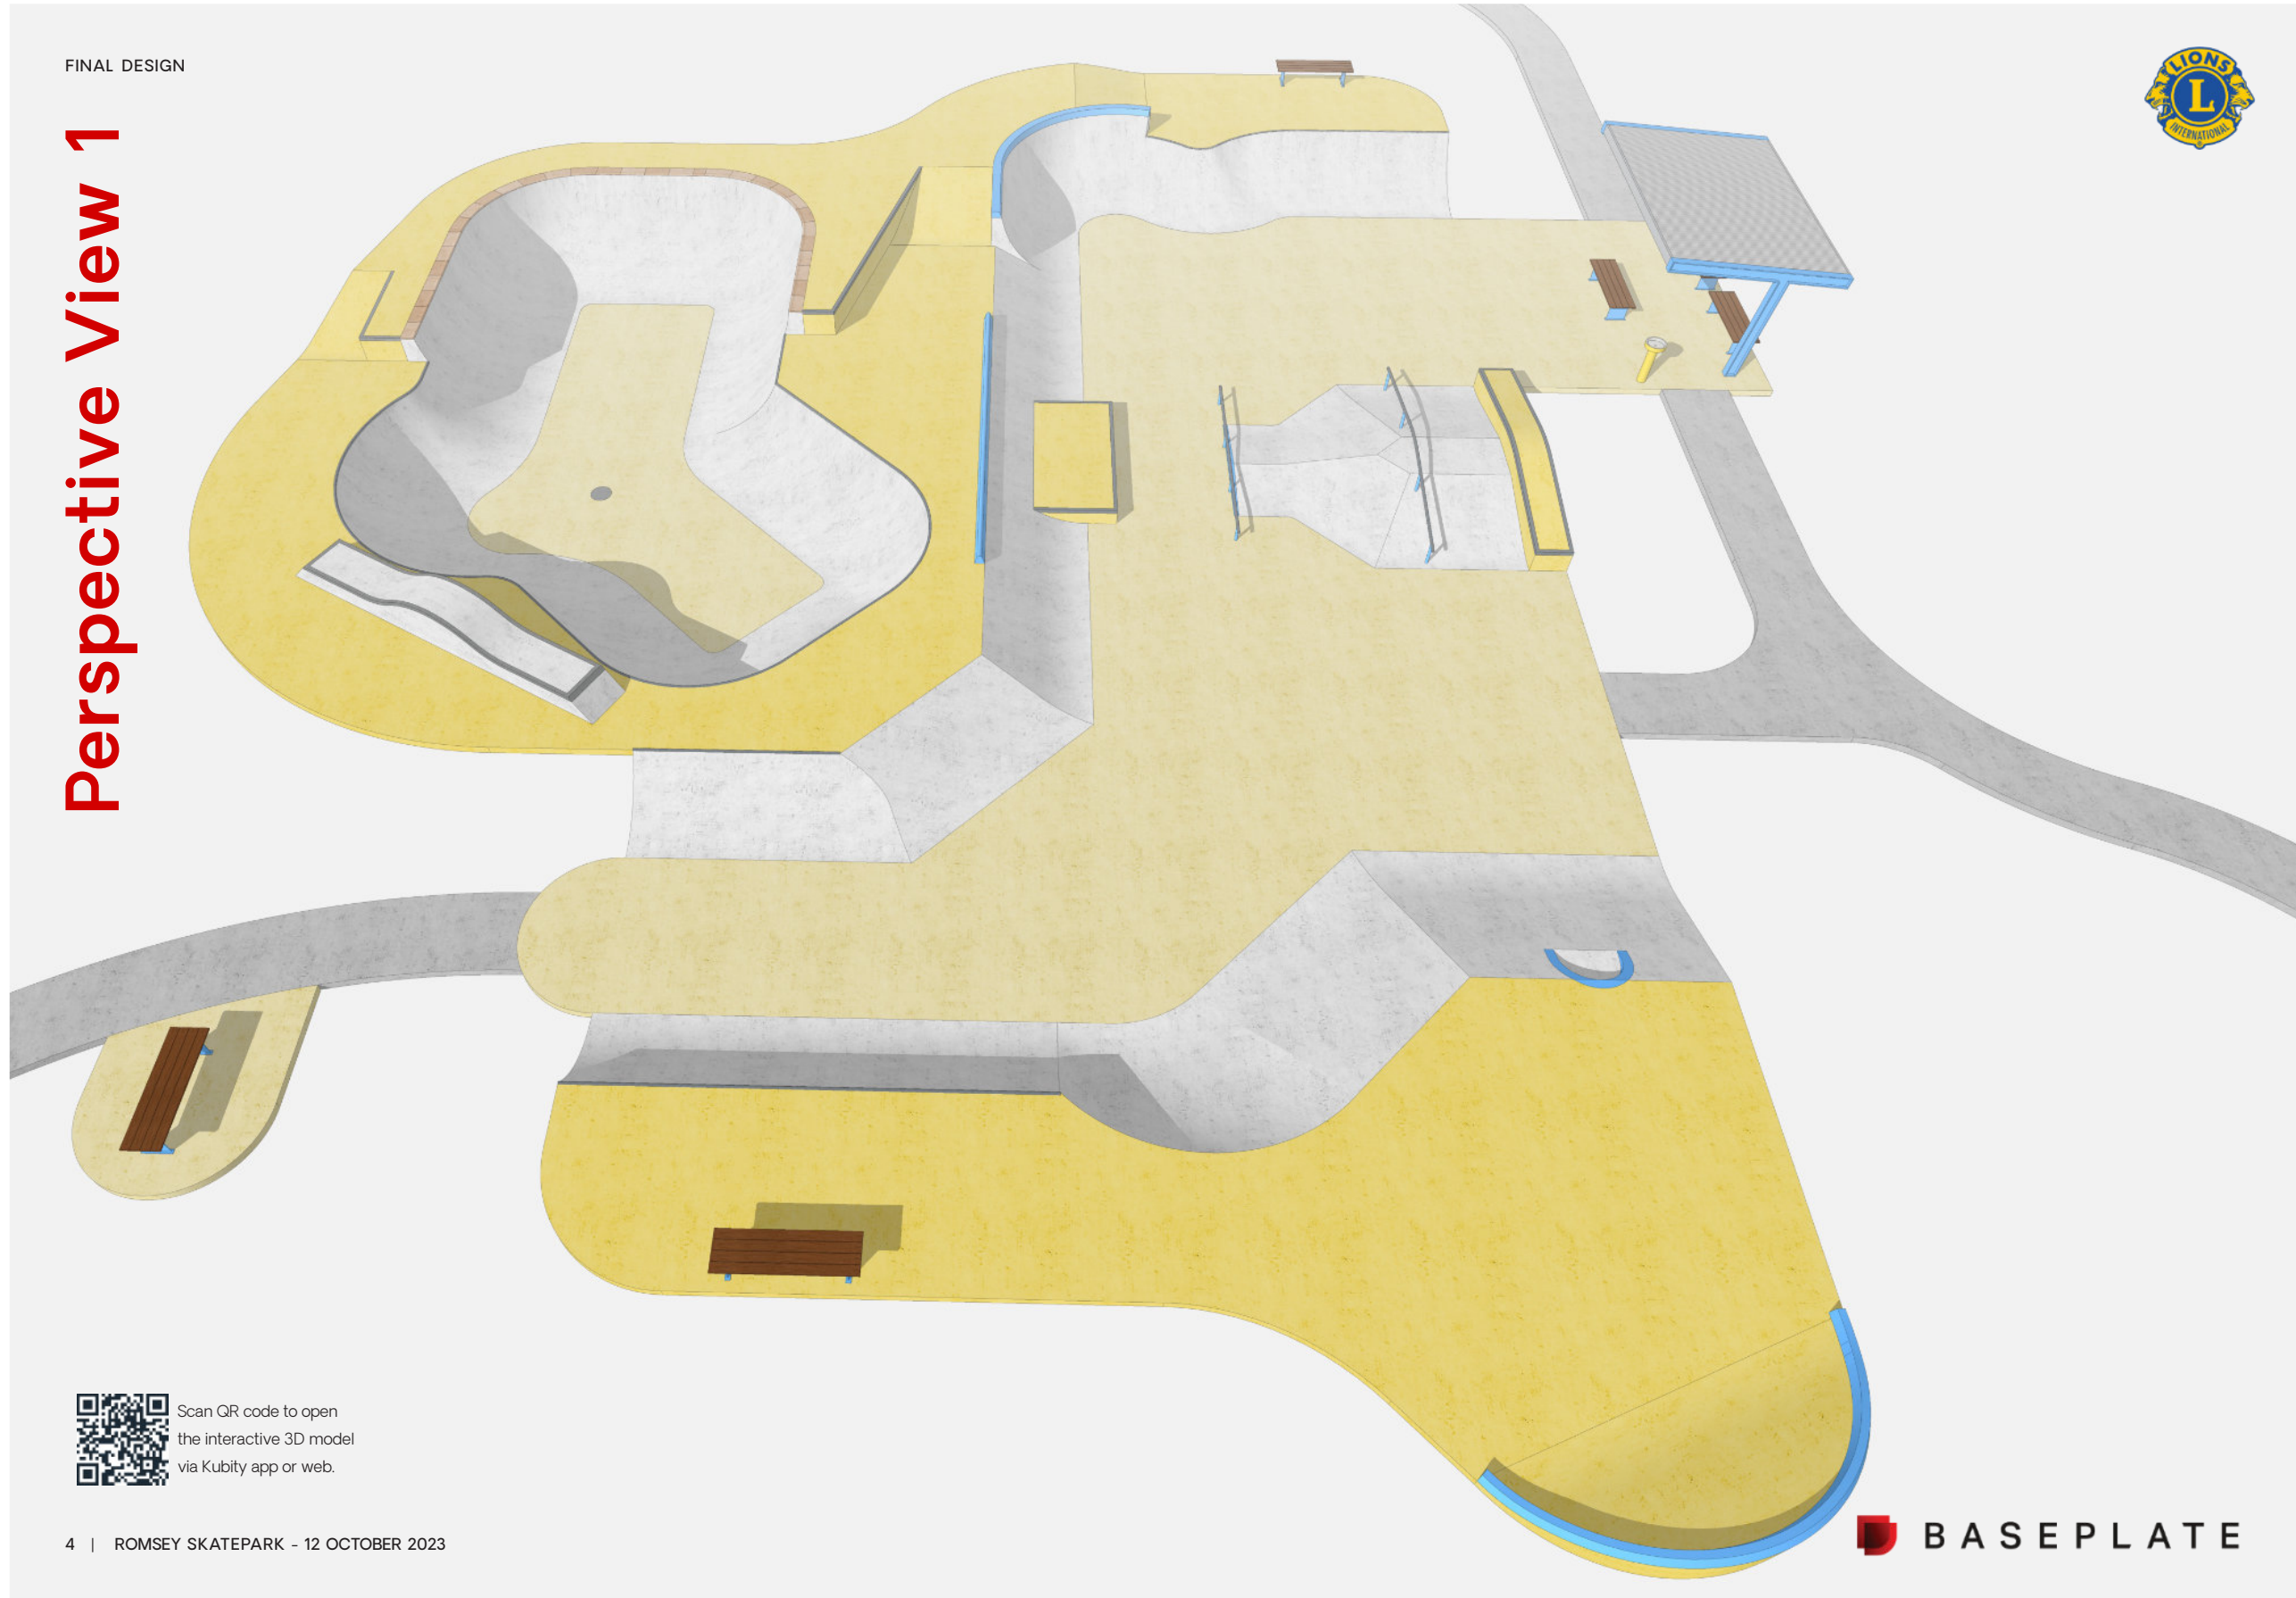 FINAL DESIGN
Perspective View 1
LIONS
L
INTERNATIONAL
Scan QR code to open
the interactive 3D model
via Kubity app or web.
4 | ROMSEY SKATEPARK - 12 OCTOBER 2023
BASEPLATE